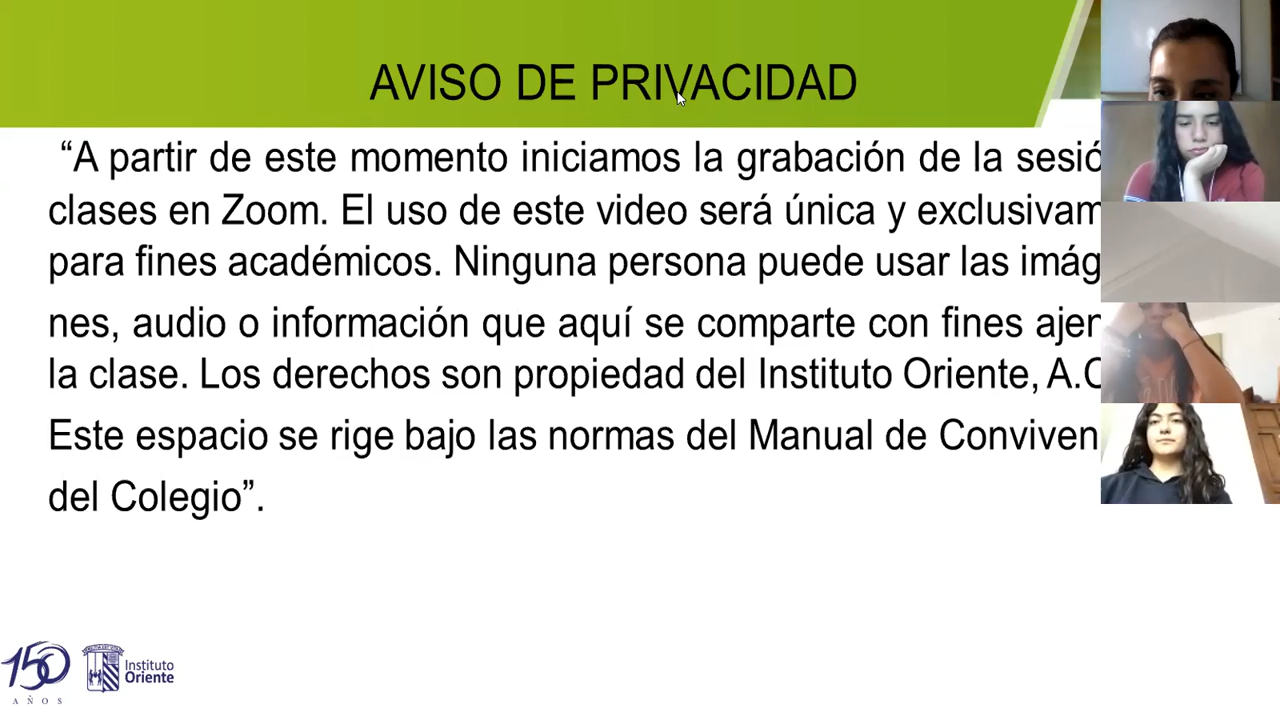 AVISO DE PRIVACIDAD
“A partir de este momento iniciamos la grabación de la sesió
clases en Zoom. El uso de este video será única y exclusivam
para fines académicos. Ninguna persona puede usar las imág
nes, audio o información que aquí se comparte con fines ajen
la clase. Los derechos son propiedad del Instituto Oriente, A.C
Este espacio se rige bajo las normas del Manual de Conviven
del Colegio”.
150
AÑOS
Instituto
Oriente